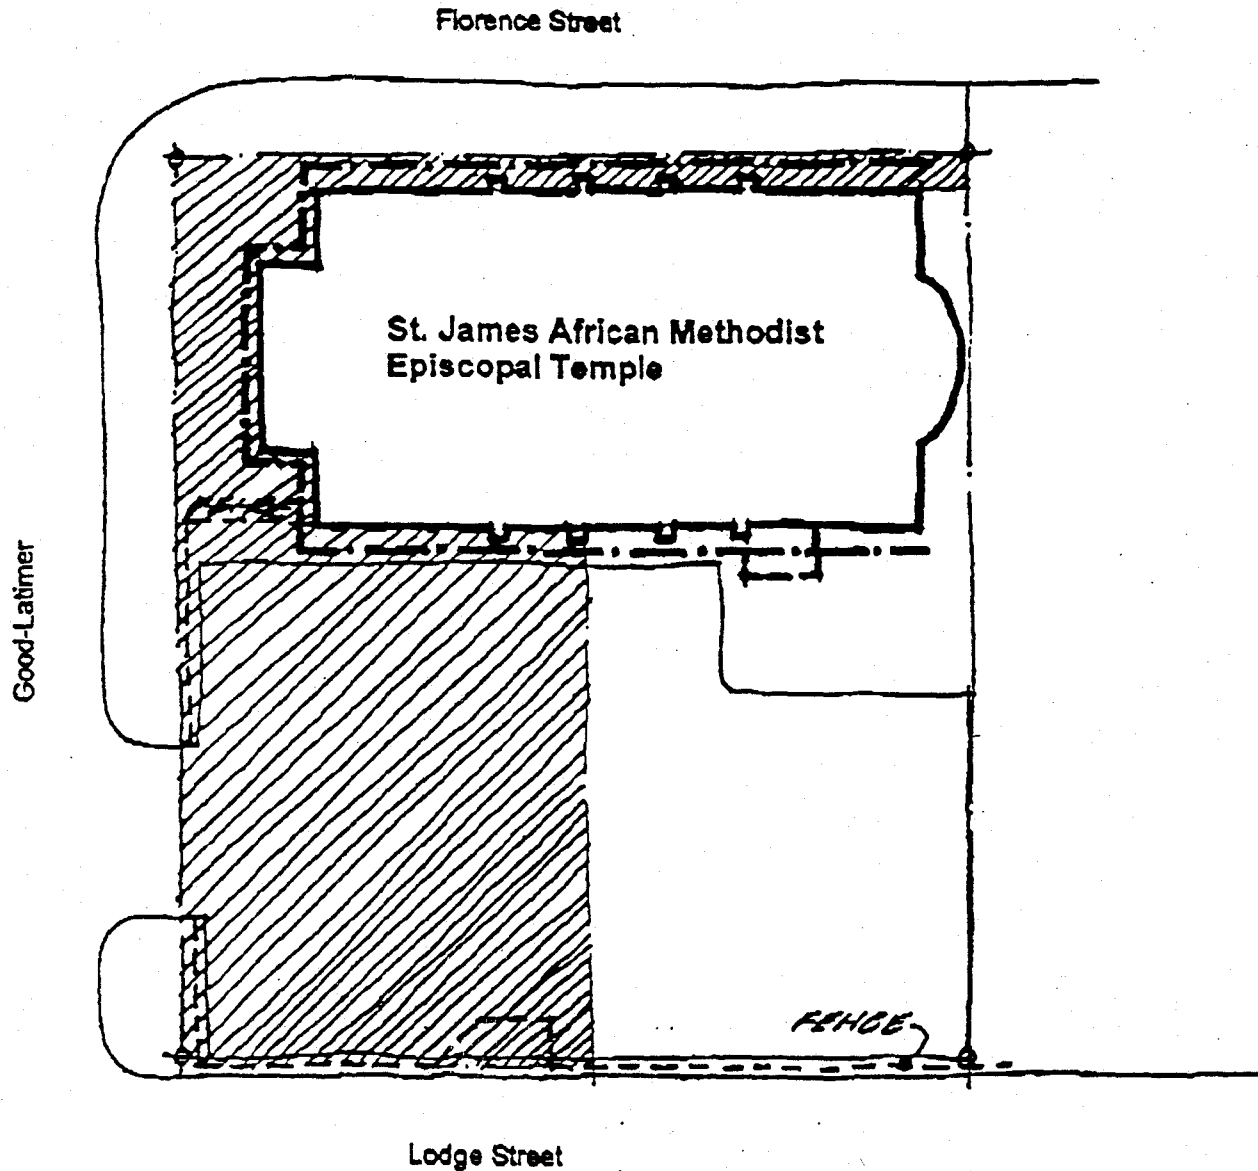 Florence Street
St. James African Methodist
Episcopal Temple
Good-Latimer
FENCE
Lodge Street